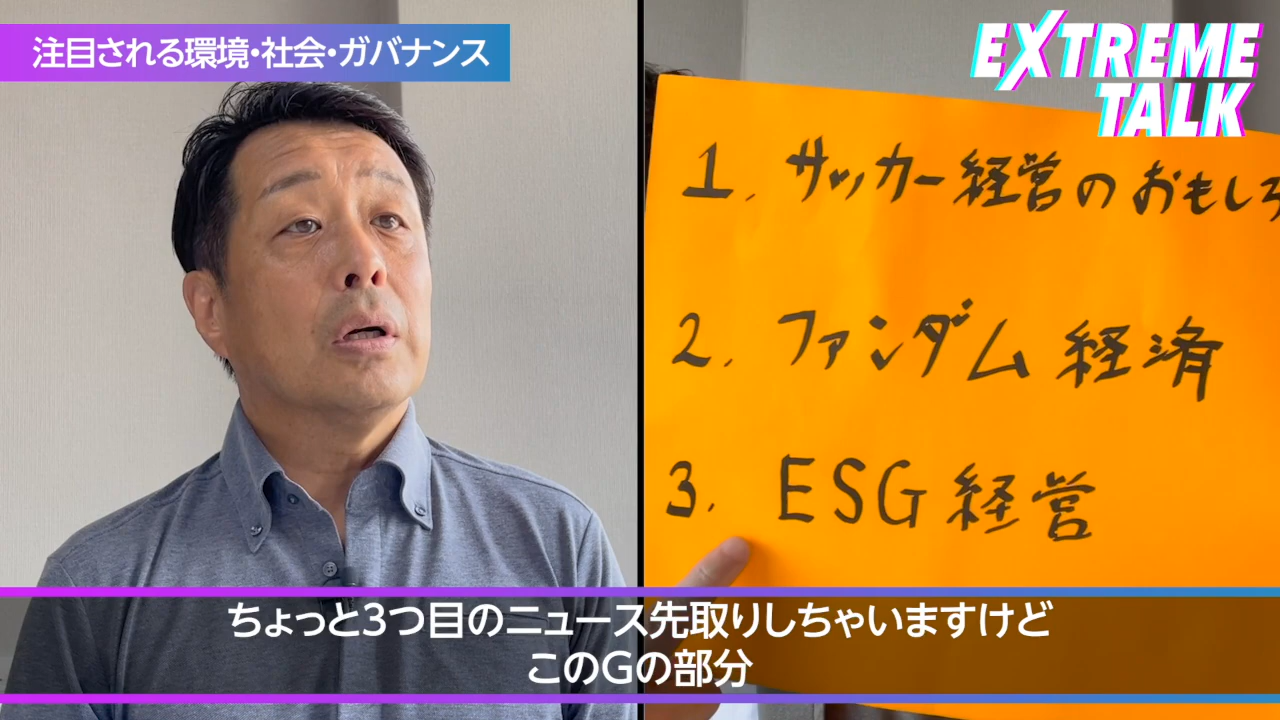 注目される環境・社会・ガバナンス
EXTREME
TALK
1. サッカー経営のおもしろ
2. ファンダム経済
3. ESG経営
ちょっと3つ目のニュース先取りしちゃいますけど
このGの部分